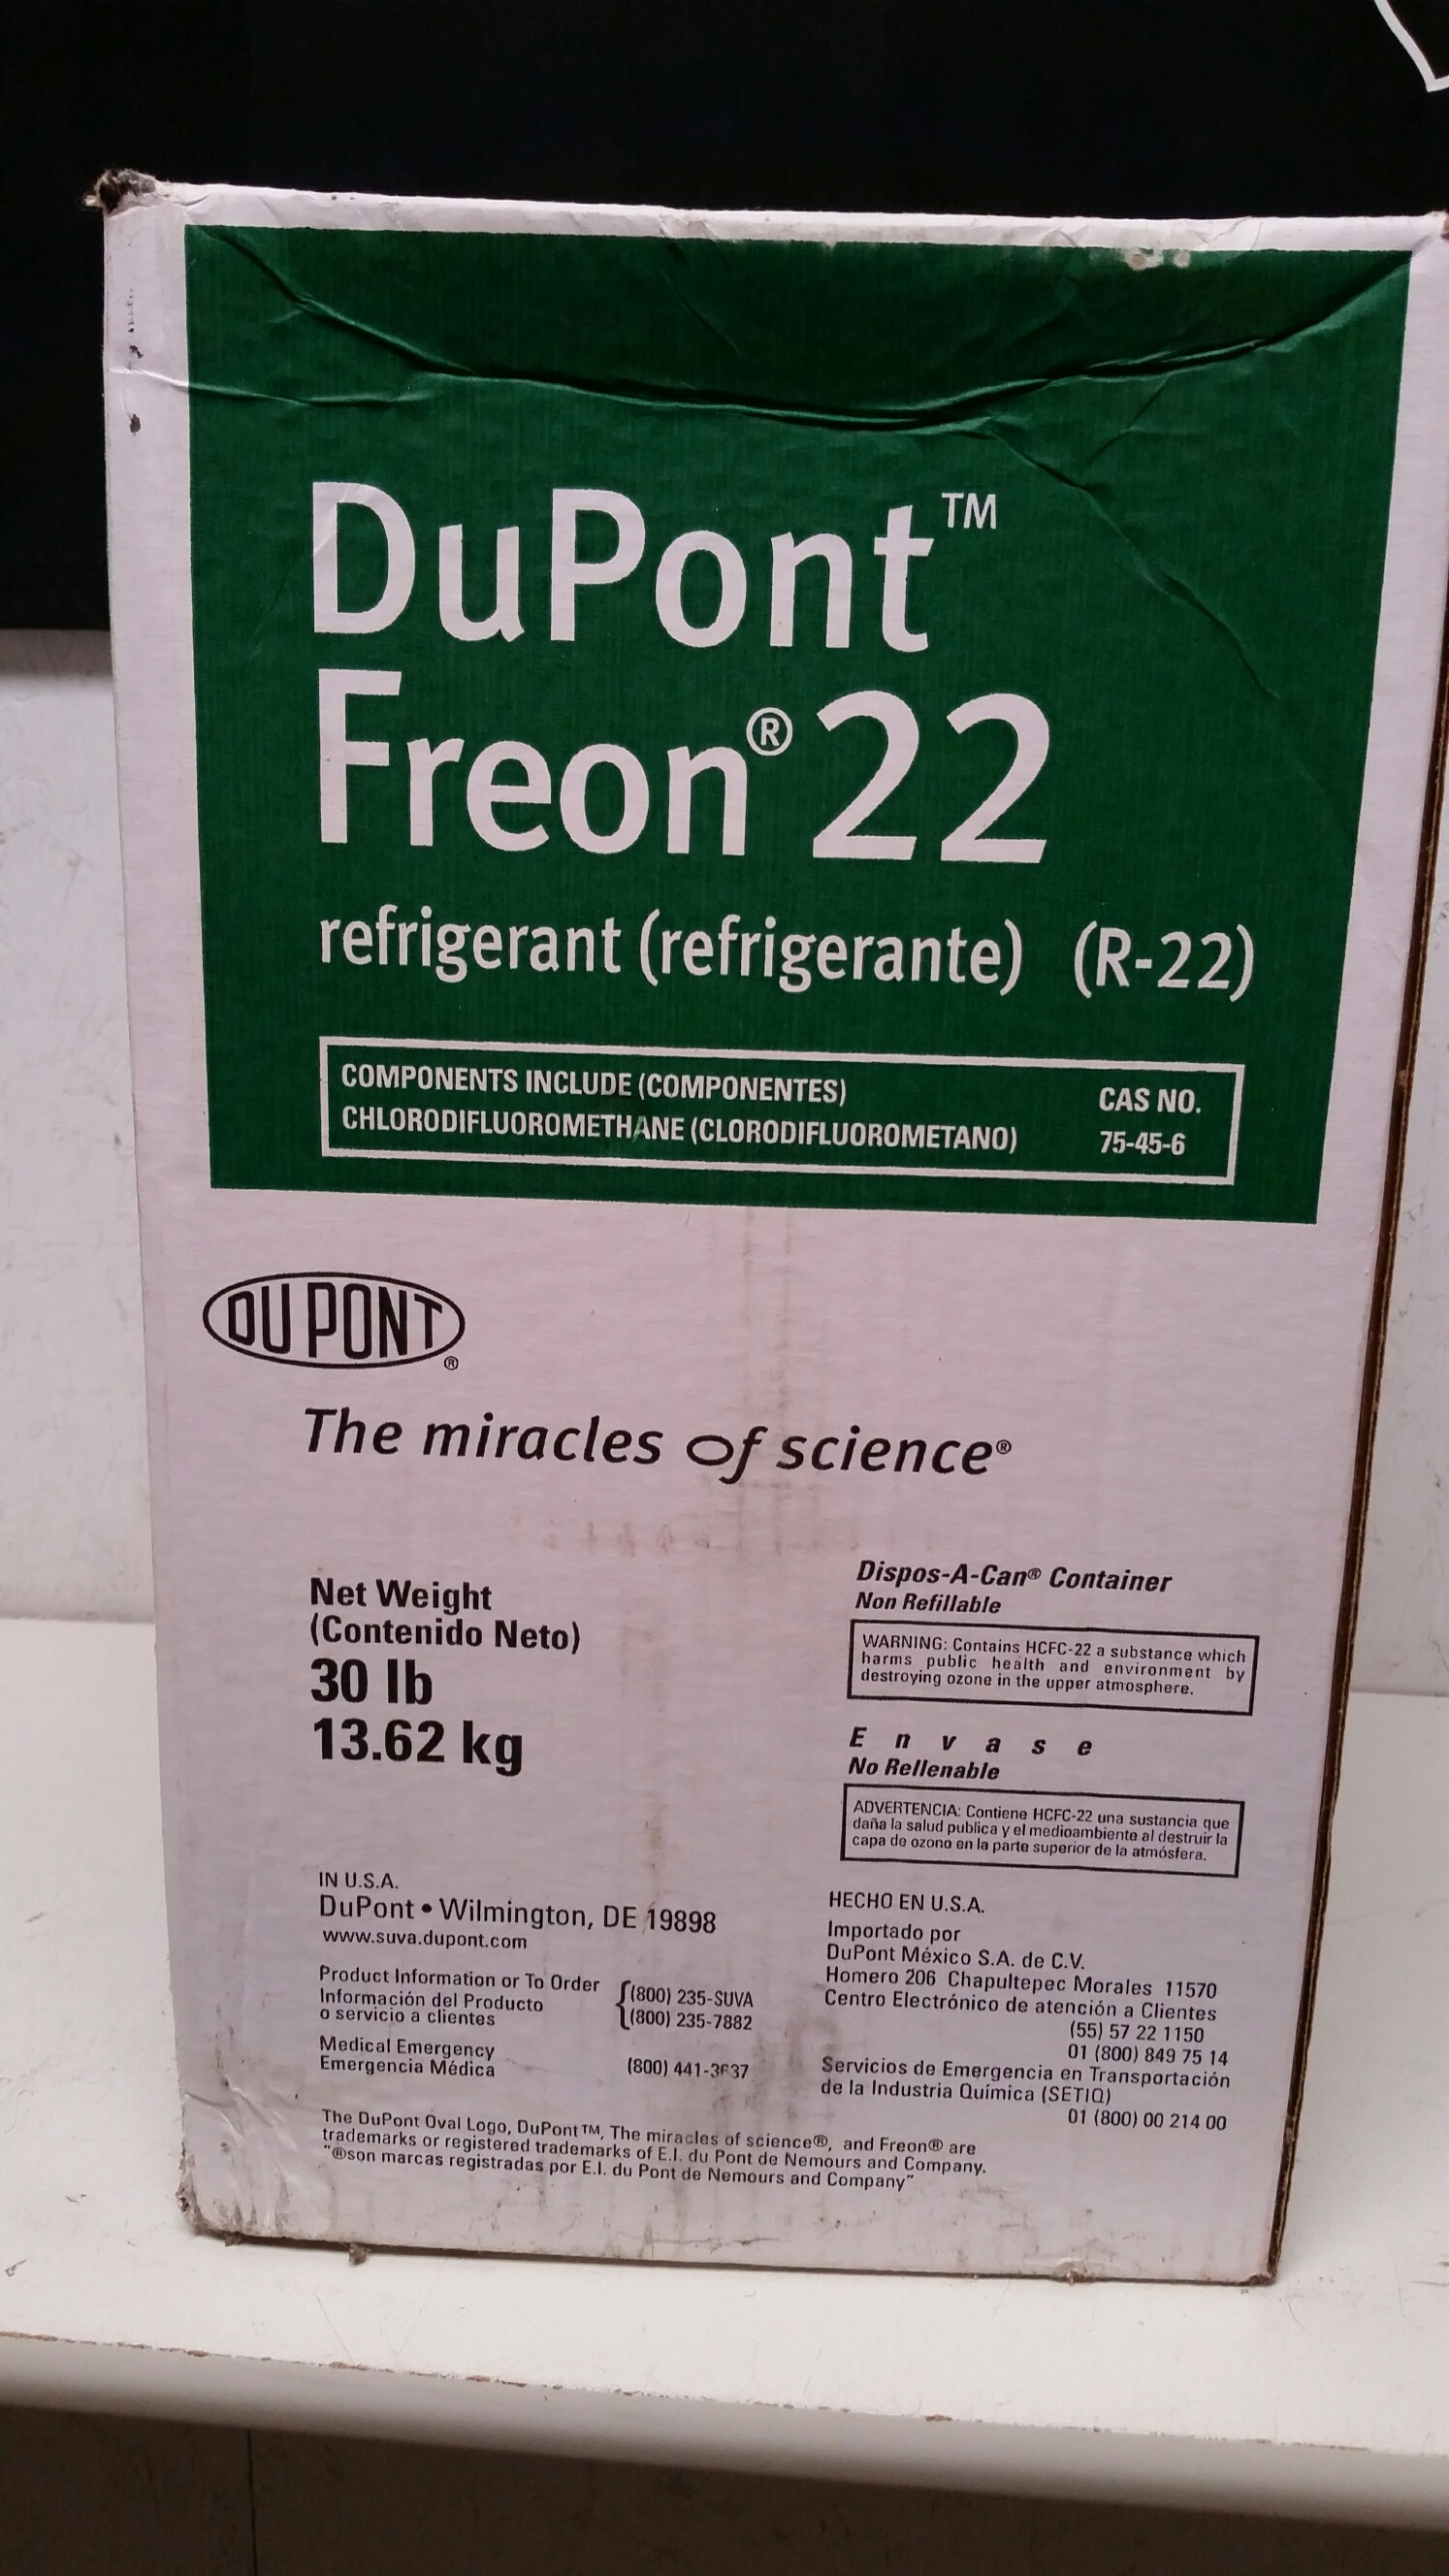 DuPont™
Freon® 22
refrigerant (refrigerante) (R-22)
COMPONENTS INCLUDE (COMPONENTES) CAS NO.
CHLORODIFLUOROMETHANE (CLORODIFLUOROMETANO) 75-45-6
DU PONT®
The miracles of science®
Net Weight
(Contenido Neto)
30 lb
13.62 kg
Dispos-A-Can® Container
Non Refillable
WARNING: Contains HCFC-22 a substance which
harms public health and environment by
destroying ozone in the upper atmosphere.
E n v a s e
No Rellenable
ADVERTENCIA: Contiene HCFC-22 una sustancia que
daña la salud publica y el medioambiente al destruir la
capa de ozono en la parte superior de la atmósfera.
IN U.S.A.
DuPont • Wilmington, DE 19898
www.suva.dupont.com
Product Information or To Order (800) 235-SUVA
Información del Producto
o servicio a clientes (800) 235-7882
Medical Emergency
Emergencia Médica (800) 441-
HECHO EN U.S.A.
Importado por
DuPont México S.A. de C.V.
Homero 206 Chapultepec Morales 11570
Centro Electrónico de atención a Clientes
(55) 57 22 1150
01 (800) 849 75 14
Servicios de Emergencia en Transportación
de la Industria Química (SETIQ)
01 (800) 00 214 00
The DuPont Oval Logo, DuPont™, The miracles of science®, and Freon® are
trademarks or registered trademarks of E.I. du Pont de Nemours and Company.
"®son marcas registradas por E.I. du Pont de Nemours and Company"